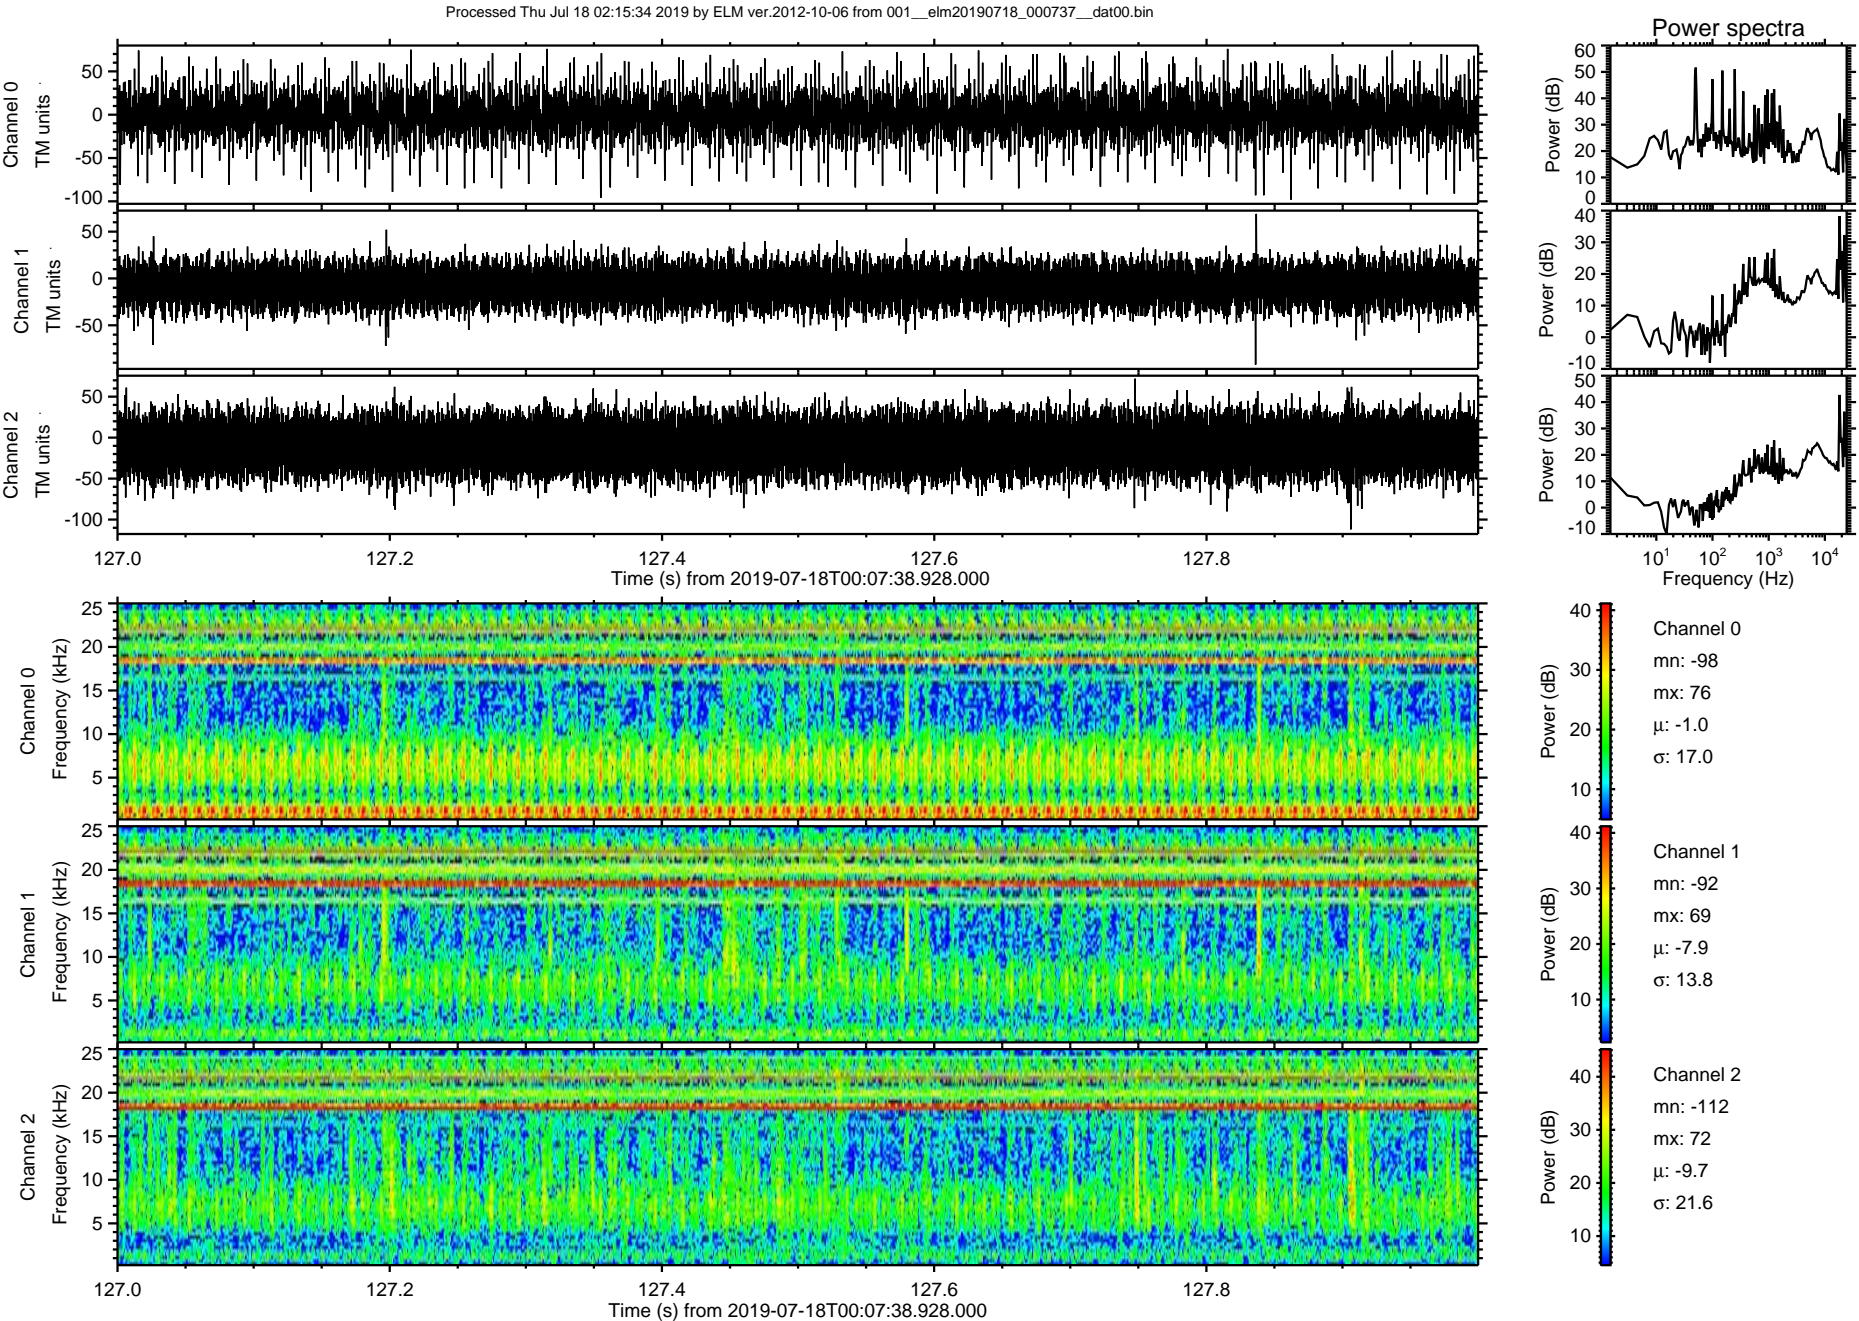 Processed Thu Jul 18 02:15:34 2019 by ELM ver.2012-10-06 from 001__elm20190718_000737__dat00.bin
Power spectra
Channel 0
TM units
50
0
-50
-100
Power (dB)
60
50
40
30
20
10
0
Channel 1
TM units
50
0
-50
Power (dB)
40
30
20
10
0
-10
Channel 2
TM units
50
0
-50
-100
Power (dB)
50
40
30
20
10
0
-10
127.0 127.2 127.4 127.6 127.8
Time (s) from 2019-07-18T00:07:38.928.000
10¹ 10² 10³ 10⁴
Frequency (Hz)
Channel 0
Frequency (kHz)
25
20
15
10
5
Power (dB)
40
30
20
10
Channel 0
mn: -98
mx: 76
μ: -1.0
σ: 17.0
Channel 1
Frequency (kHz)
25
20
15
10
5
Power (dB)
40
30
20
10
Channel 1
mn: -92
mx: 69
μ: -7.9
σ: 13.8
Channel 2
Frequency (kHz)
25
20
15
10
5
Power (dB)
40
30
20
10
Channel 2
mn: -112
mx: 72
μ: -9.7
σ: 21.6
127.0 127.2 127.4 127.6 127.8
Time (s) from 2019-07-18T00:07:38.928.000